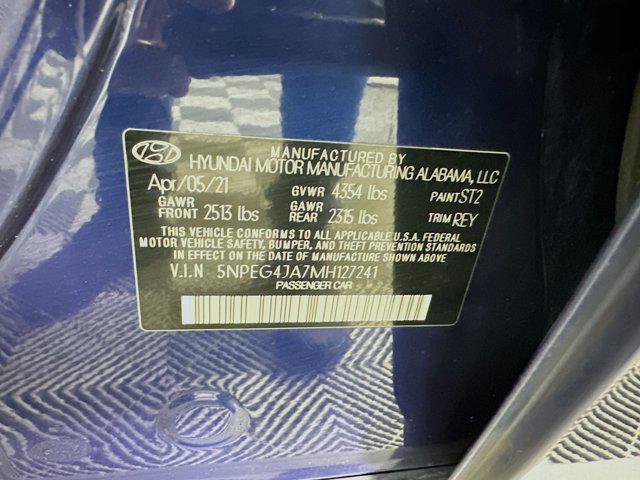 MANUFACTURED BY
HYUNDAI MOTOR MANUFACTURING ALABAMA, LLC
Apr/05/21 GVWR 4354 lbs PAINT ST2
GAWR FRONT 2513 lbs GAWR REAR 2315 lbs TRIM REY
THIS VEHICLE CONFORMS TO ALL APPLICABLE U.S.A. FEDERAL
MOTOR VEHICLE SAFETY, BUMPER, AND THEFT PREVENTION STANDARDS
IN EFFECT ON THE DATE OF MANUFACTURE SHOWN ABOVE
V.I.N 5NPEG4JA7MH127241
PASSENGER CAR